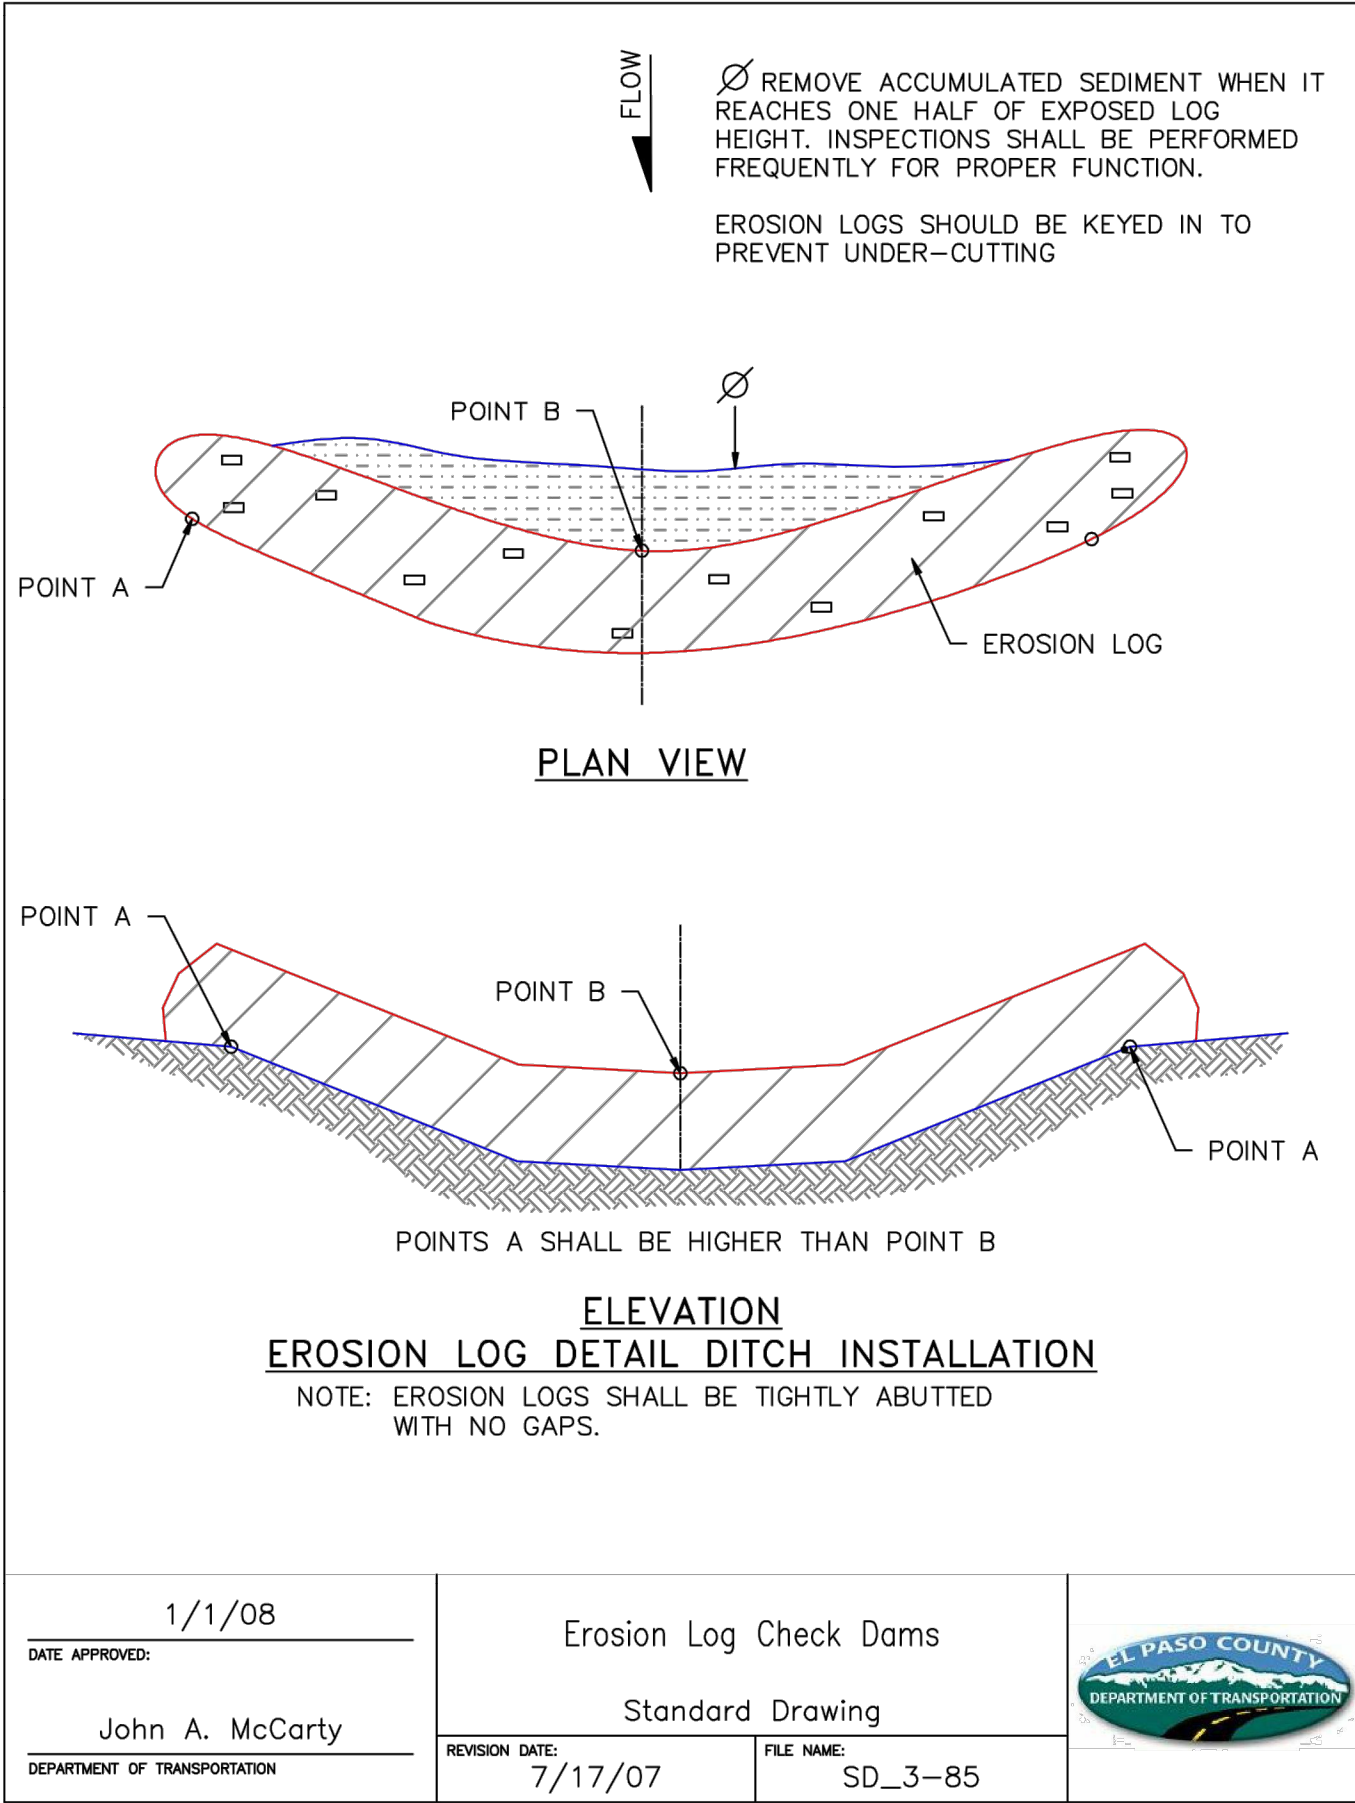 FLOW
Ø REMOVE ACCUMULATED SEDIMENT WHEN IT
REACHES ONE HALF OF EXPOSED LOG
HEIGHT. INSPECTIONS SHALL BE PERFORMED
FREQUENTLY FOR PROPER FUNCTION.
EROSION LOGS SHOULD BE KEYED IN TO
PREVENT UNDER-CUTTING
Ø
POINT B
POINT A
EROSION LOG
PLAN VIEW
POINT A
POINT B
POINT A
POINTS A SHALL BE HIGHER THAN POINT B
ELEVATION
EROSION LOG DETAIL DITCH INSTALLATION
NOTE: EROSION LOGS SHALL BE TIGHTLY ABUTTED
WITH NO GAPS.
1/1/08
DATE APPROVED:
John A. McCarty
DEPARTMENT OF TRANSPORTATION
Erosion Log Check Dams
Standard Drawing
REVISION DATE:
7/17/07
FILE NAME:
SD_3-85
EL PASO COUNTY
DEPARTMENT OF TRANSPORTATION